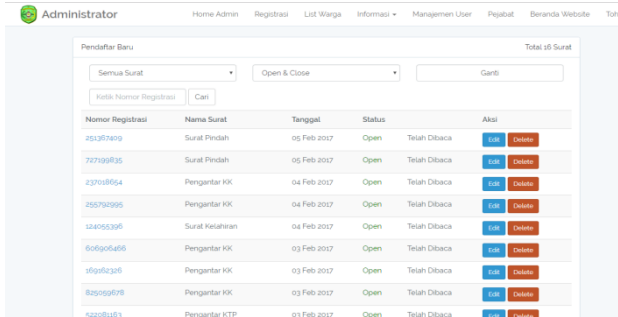 Administrator Home Admin Registrasi List Warga Informasi Manajemen User Pejabat Beranda Website Toh
Pendaftar Baru Total 16 Surat
Semua Surat Open & Close Ganti
Ketik Nomor Registrasi Cari
Nomor Registrasi Nama Surat Tanggal Status Aksi
251367409 Surat Pindah 05 Feb 2017 Open Telah Dibaca Edit Delete
727199835 Surat Pindah 05 Feb 2017 Open Telah Dibaca Edit Delete
237018654 Pengantar KK 04 Feb 2017 Open Telah Dibaca Edit Delete
255792995 Pengantar KK 04 Feb 2017 Open Telah Dibaca Edit Delete
124055396 Surat Kelahiran 04 Feb 2017 Open Telah Dibaca Edit Delete
606906466 Pengantar KK 03 Feb 2017 Open Telah Dibaca Edit Delete
169162326 Pengantar KK 03 Feb 2017 Open Telah Dibaca Edit Delete
825059678 Pengantar KK 03 Feb 2017 Open Telah Dibaca Edit Delete
522081163 Pengantar KTP 03 Feb 2017 Open Telah Dibaca Edit Delete